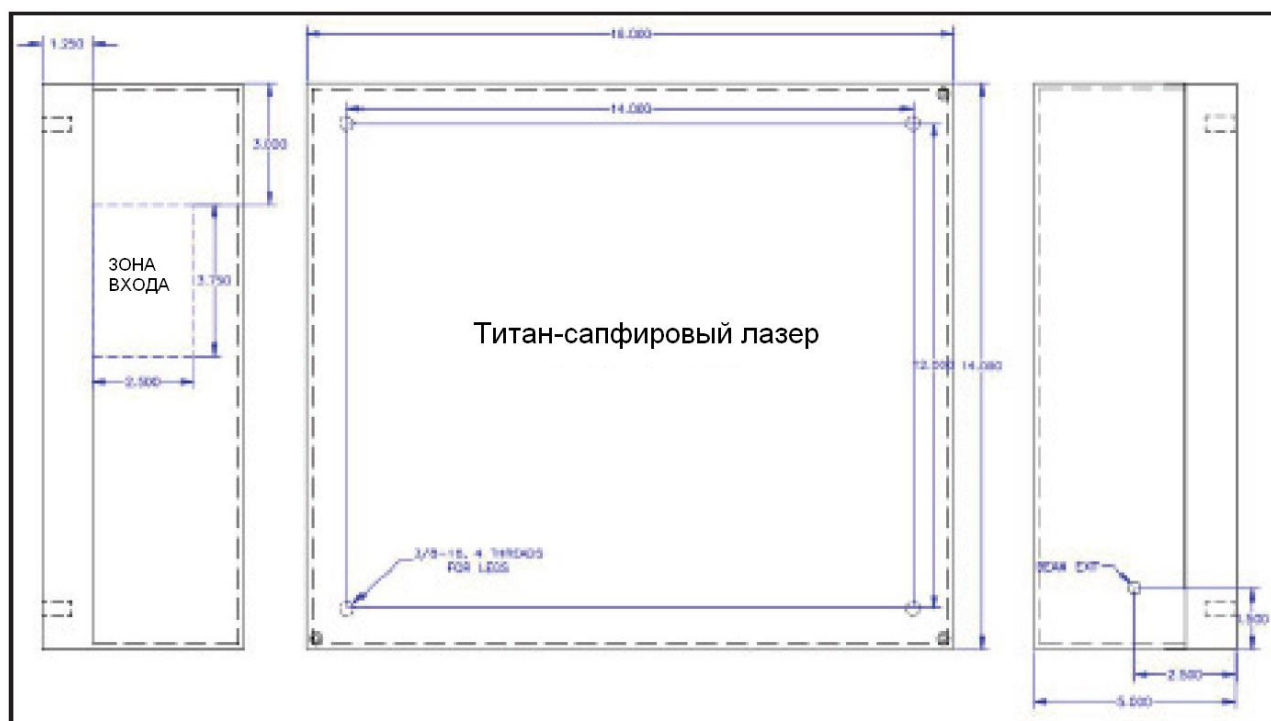 1.250
16.000
14.000
3.000
ЗОНА
ВХОДА
3.750
2.500
Титан-сапфировый лазер
12.000
14.000
3/8-16, 4 THREADS
FOR LEGS
BEAM EXIT
1.500
2.500
5.000